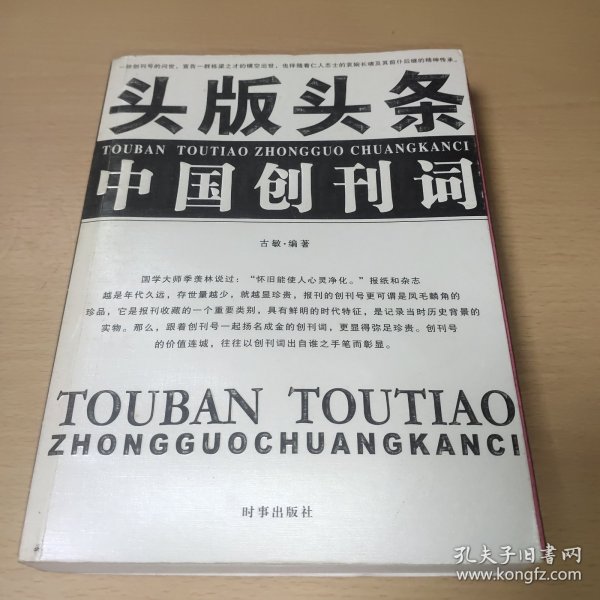 一份创刊号的问世，宣告一群栋梁之才的横空出世，也伴随着仁人志士的哀婉长啸及其前仆后继的精神传承。
头版头条
TOUBAN TOUTIAO ZHONGGUO CHUANGKANCI
中国创刊词
古敏·编著
国学大师季羡林说过：“怀旧能使人心灵净化。”报纸和杂志
越是年代久远，存世量越少，就越显珍贵，报刊的创刊号更可谓是凤毛麟角的
珍品，它是报刊收藏的一个重要类别，具有鲜明的时代特征，是记录当时历史背景的
实物。那么，跟着创刊号一起扬名成金的创刊词，更显得弥足珍贵。创刊号
的价值连城，往往以创刊词出自谁之手笔而彰显。
TOUBAN TOUTIAO
ZHONGGUOCHUANGKANCI
时事出版社
孔夫子旧书网
www.kongfz.com